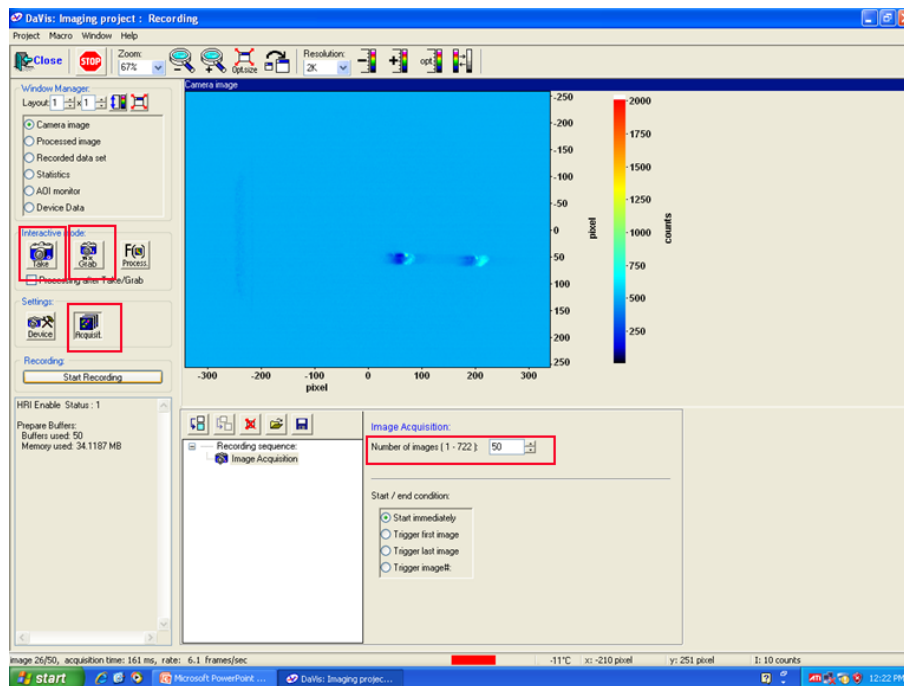 DaVis: Imaging project : Recording
Project Macro Window Help
Close
STOP
Zoom:
67%
Opt.size
Resolution:
2K
opt.
Window Manager:
Layout: 1 x 1
Camera image
Processed image
Recorded data set
Statistics
AOI monitor
Device Data
Interactive mode:
Take
Grab
F(
Process.
Processing after Take/Grab
Settings:
Device
Acquisit.
Recording:
Start Recording
HRI Enable Status : 1
Prepare Buffers:
Buffers used: 50
Memory used: 34.1187 MB
Camera image
-250
-200
-150
-100
-50
0
50
100
150
200
250
pixel
-300 -200 -100 0 100 200 300
pixel
2000
1750
1500
1250
1000
750
500
250
counts
Recording sequence:
Image Acquisition
Image Acquisition:
Number of images ( 1 - 722 ): 50
Start / end condition:
Start immediately
Trigger first image
Trigger last image
Trigger image#:
image 26/50, acquisition time: 161 ms, rate: 6.1 frames/sec
-11°C x: -210 pixel y: 251 pixel I: 10 counts
start
Microsoft PowerPoint ...
DaVis: Imaging projec...
12:22 PM